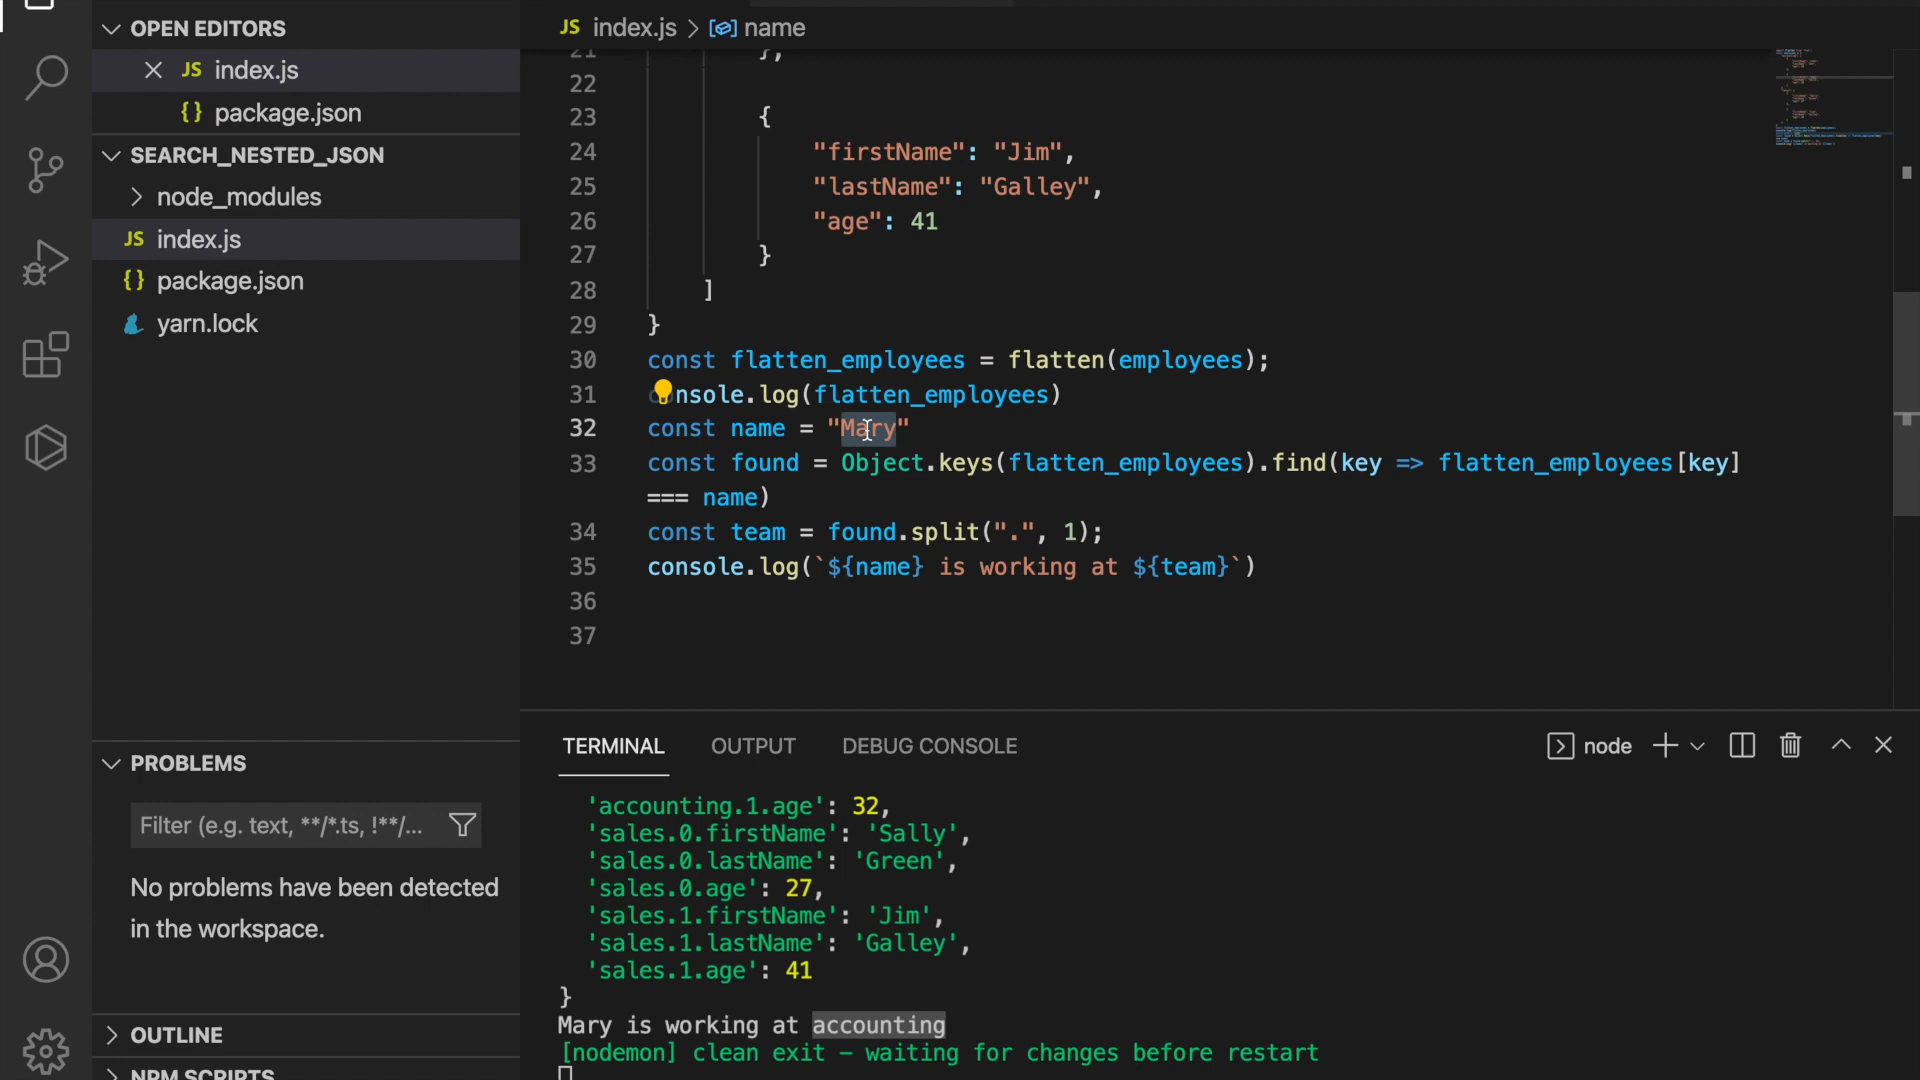 OPEN EDITORS
JS index.js
{} package.json
SEARCH_NESTED_JSON
node_modules
JS index.js
{} package.json
yarn.lock
PROBLEMS
Filter (e.g. text, **/*.ts, !**/...
No problems have been detected
in the workspace.
OUTLINE
NPM SCRIPTS
JS index.js > name
21 },
22
23 {
24 "firstName": "Jim",
25 "lastName": "Galley",
26 "age": 41
27 }
28 ]
29 }
30 const flatten_employees = flatten(employees);
31 console.log(flatten_employees)
32 const name = "Mary"
33 const found = Object.keys(flatten_employees).find(key => flatten_employees[key]
=== name)
34 const team = found.split(".", 1);
35 console.log(`${name} is working at ${team}`)
36
37
TERMINAL OUTPUT DEBUG CONSOLE node
'accounting.1.age': 32,
'sales.0.firstName': 'Sally',
'sales.0.lastName': 'Green',
'sales.0.age': 27,
'sales.1.firstName': 'Jim',
'sales.1.lastName': 'Galley',
'sales.1.age': 41
}
Mary is working at accounting
[nodemon] clean exit – waiting for changes before restart